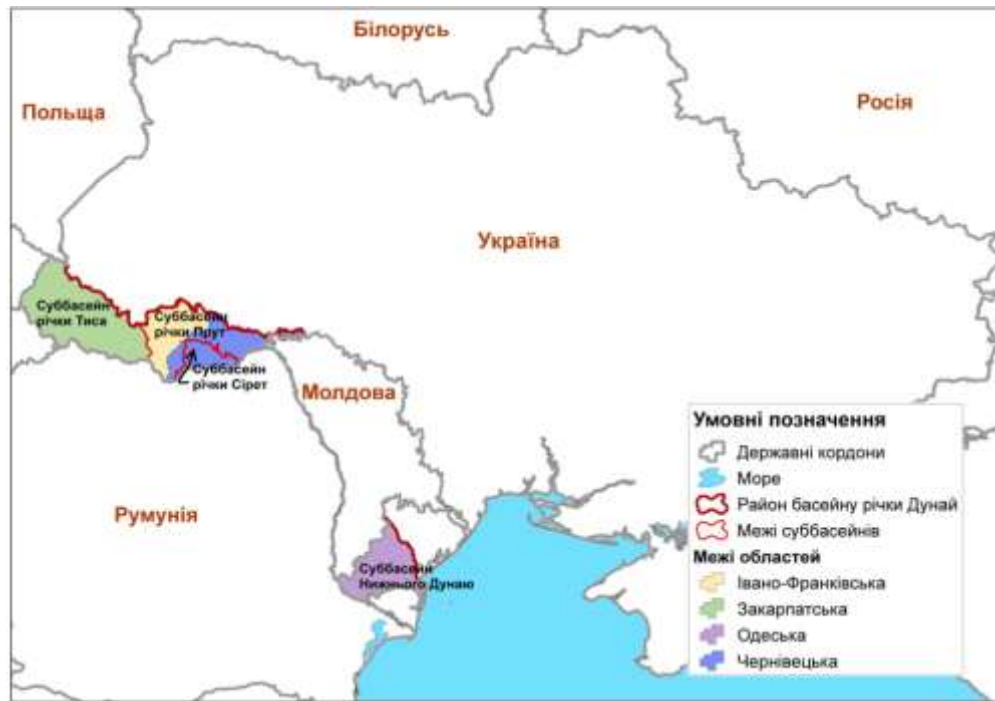 Білорусь
Польща
Росія
Україна
Суббасейн
річки Тиса
Суббасейн
річки Прут
Суббасейн
річки Сірет
Молдова
Румунія
Суббасейн
Нижнього Дунаю
Умовні позначення
Державні кордони
Море
Район басейну річки Дунай
Межі суббасейнів
Межі областей
Івано-Франківська
Закарпатська
Одеська
Чернівецька